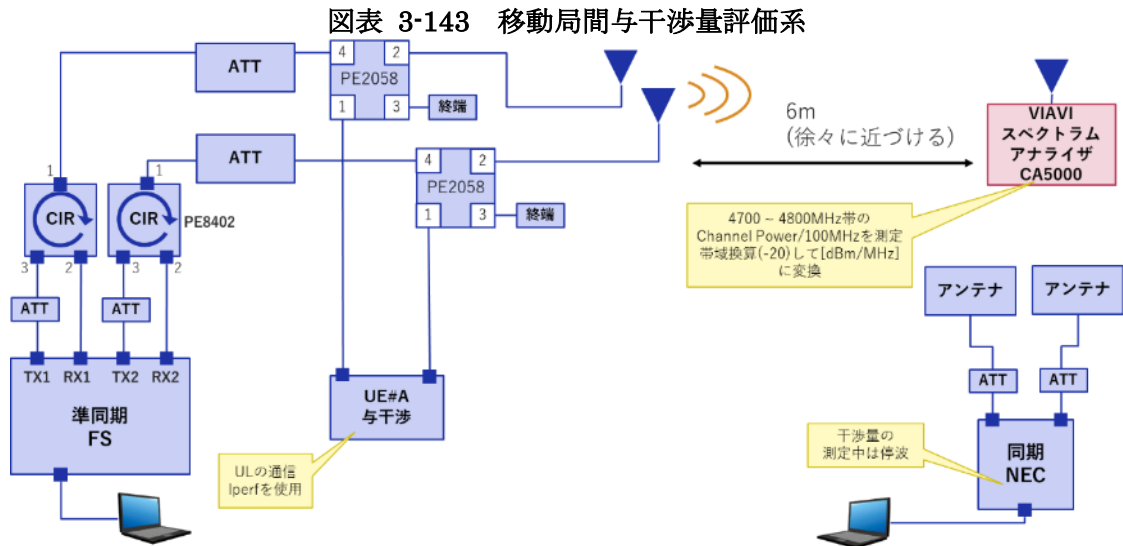 図表 3-143 移動局間与干渉量評価系
ATT
4
2
PE2058
1
3
終端
6m
(徐々に近づける)
VIAVI
スペクトラム
アナライザ
CA5000
ATT
4
2
PE2058
1
3
終端
1
CIR
3
2
1
CIR
3
2
PE8402
4700 ~ 4800MHz帯の
Channel Power/100MHzを測定
帯域換算(-20)して[dBm/MHz]
に変換
ATT
ATT
TX1
RX1
TX2
RX2
準同期
FS
UE#A
与干渉
ULの通信
Iperfを使用
アンテナ
アンテナ
ATT
ATT
干渉量の
測定中は停波
同期
NEC